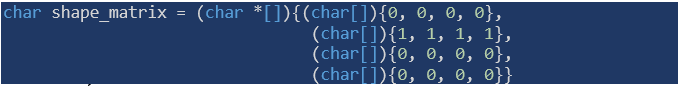 char shape_matrix = (char *[]){(char[]){0, 0, 0, 0},
(char[]){1, 1, 1, 1},
(char[]){0, 0, 0, 0},
(char[]){0, 0, 0, 0}}